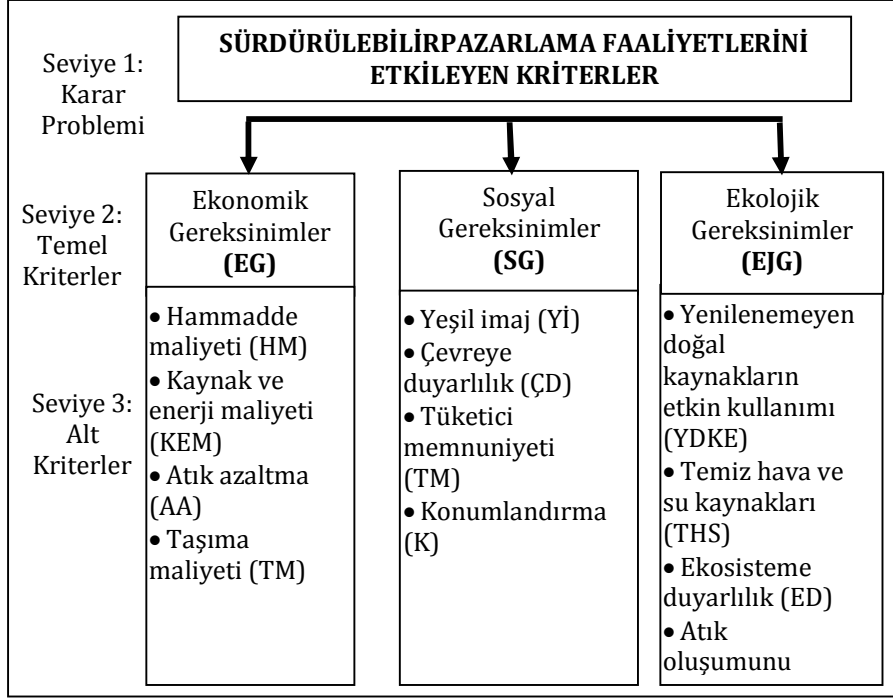 SÜRDÜRÜLEBİLİRPAZARLAMA FAALİYETLERİNİ
ETKİLEYEN KRİTERLER
Seviye 1:
Karar
Problemi
Seviye 2:
Temel
Kriterler
Ekonomik
Gereksinimler
(EG)
Sosyal
Gereksinimler
(SG)
Ekolojik
Gereksinimler
(EJG)
Seviye 3:
Alt
Kriterler
• Hammadde
maliyeti (HM)
• Kaynak ve
enerji maliyeti
(KEM)
• Atık azaltma
(AA)
• Taşıma
maliyeti (TM)
• Yeşil imaj (Yİ)
• Çevreye
duyarlılık (ÇD)
• Tüketici
memnuniyeti
(TM)
• Konumlandırma
(K)
• Yenilenemeyen
doğal
kaynakların
etkin kullanımı
(YDKE)
• Temiz hava ve
su kaynakları
(THS)
• Ekosisteme
duyarlılık (ED)
• Atık
oluşumunu